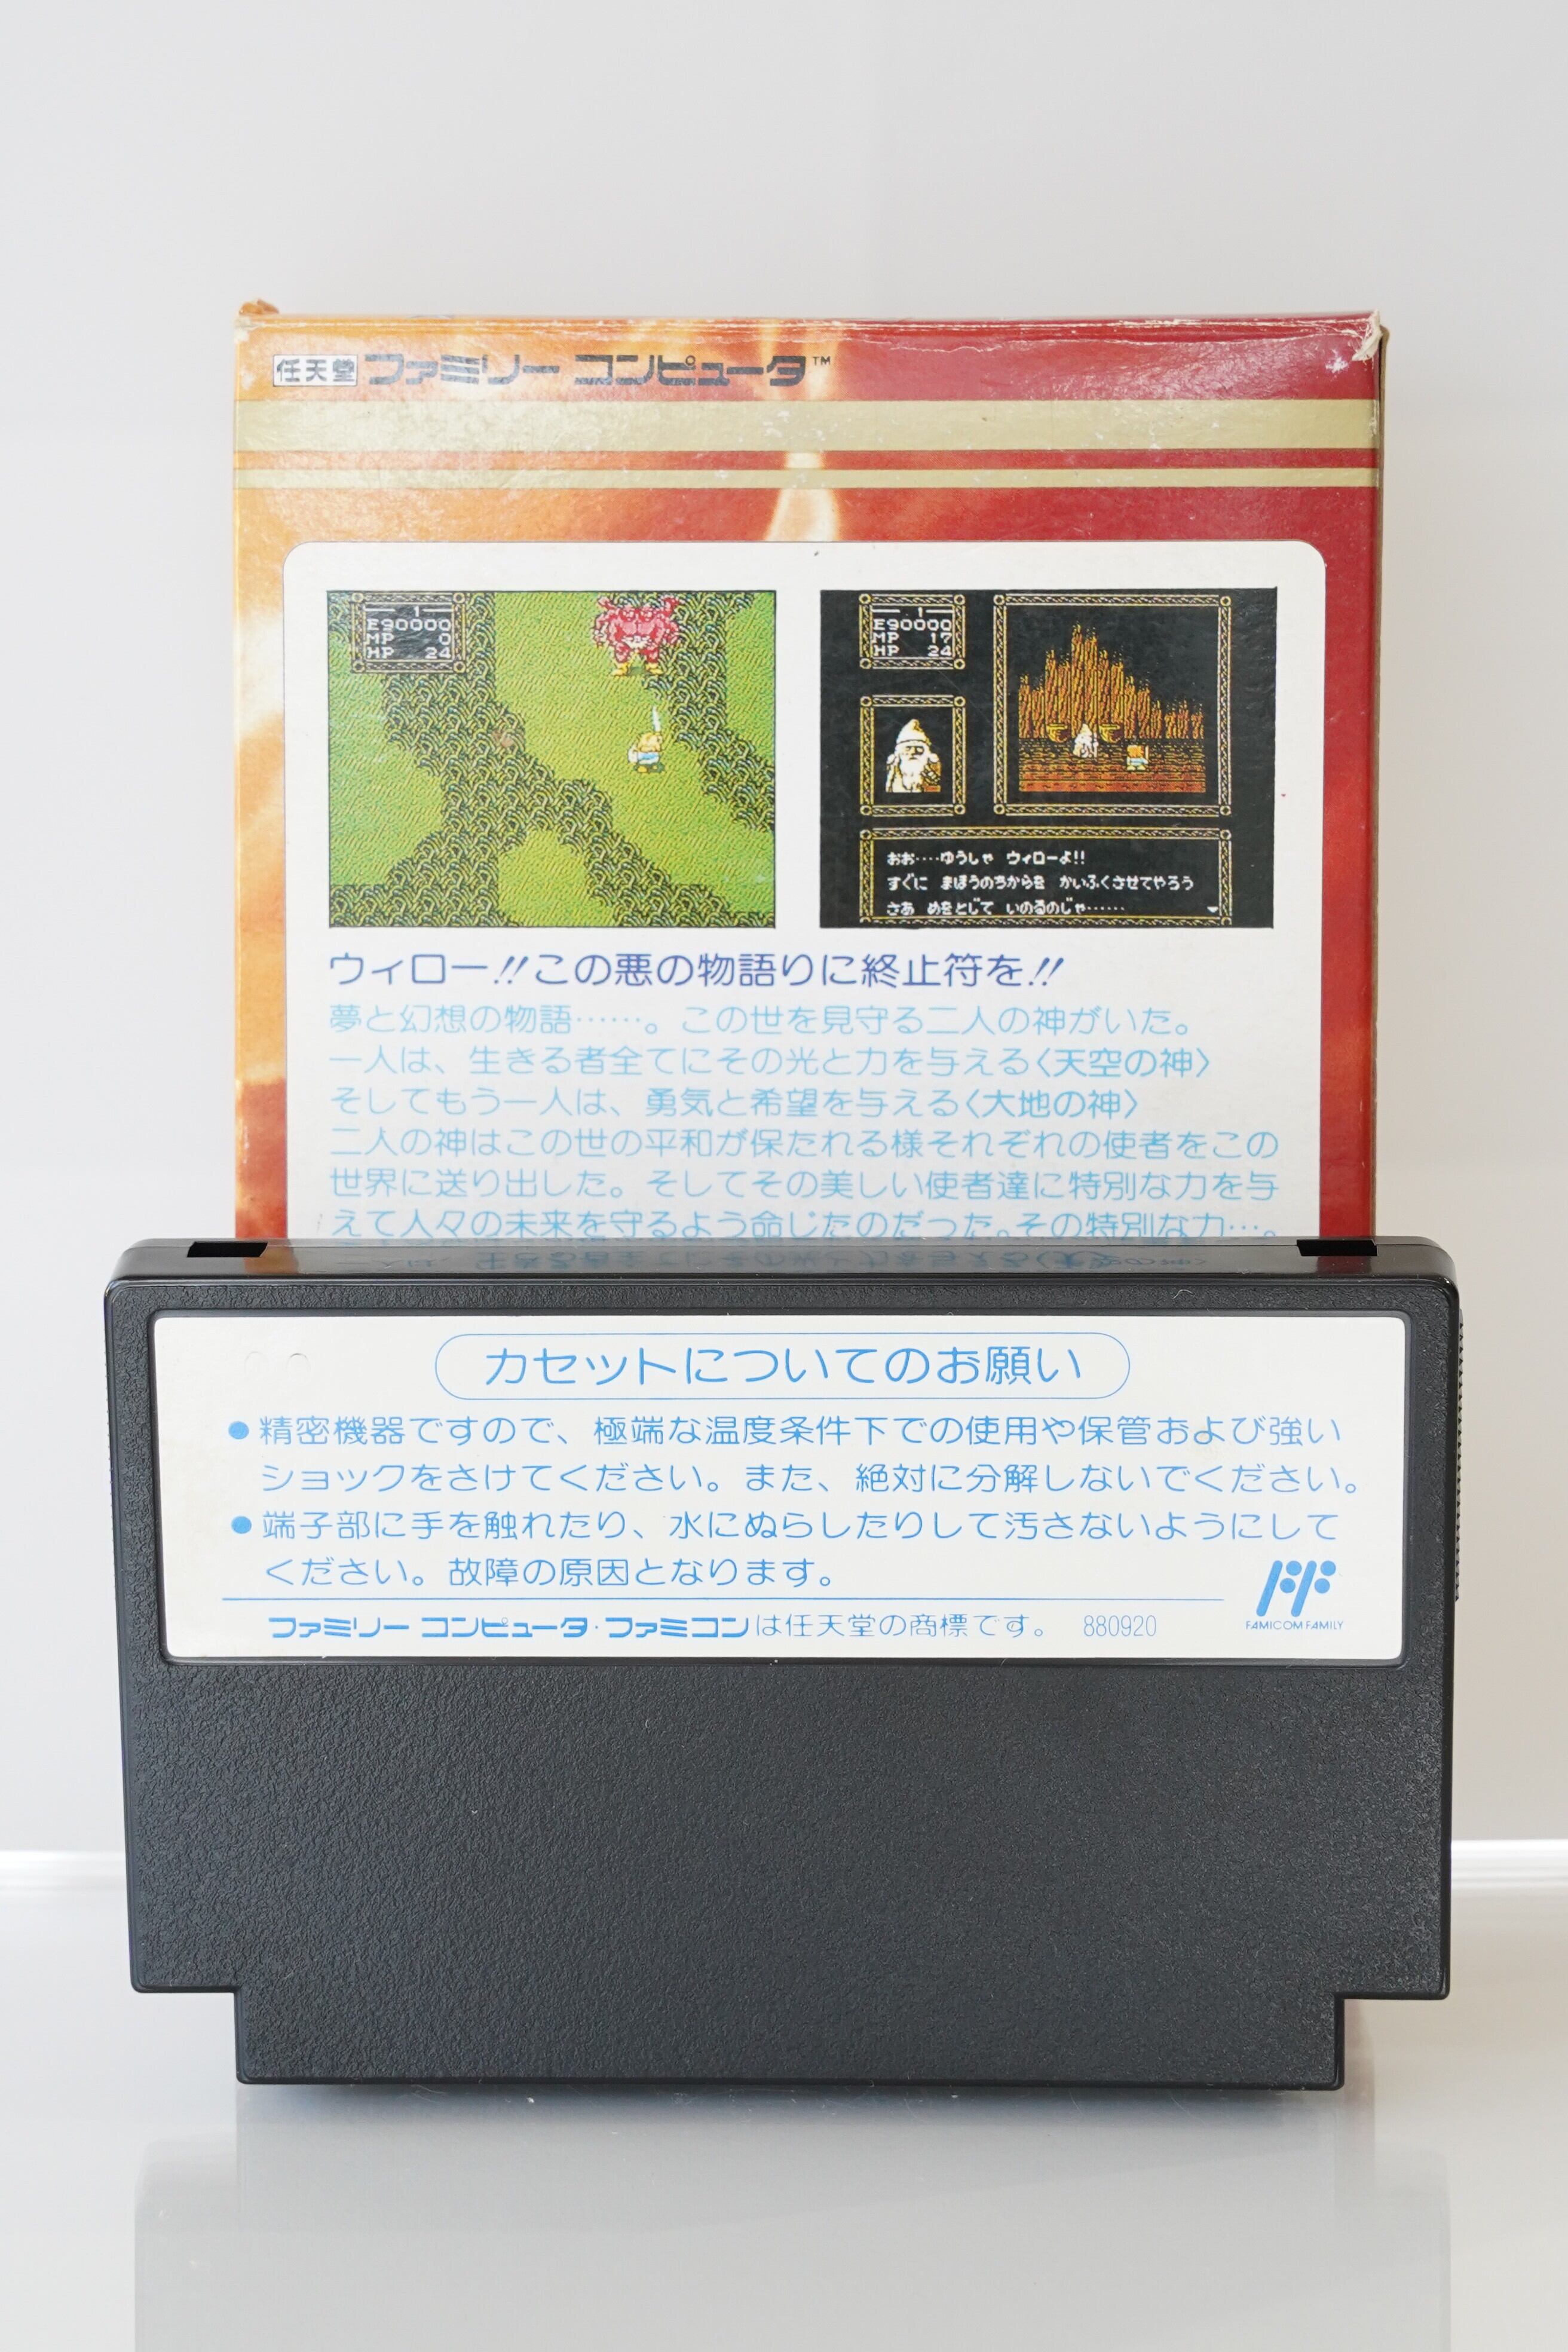 任天堂 ファミリー コンピュータ™
1
E90000
MP 0
HP 24
1
E90000
MP 17
HP 24
おお‥‥ゆうしゃ ウィローよ!!
すぐに まほうのちからを かいふくさせてやろう
さあ めをとじて いのるのじゃ‥‥‥
ウィロー!!この悪の物語りに終止符を!!
夢と幻想の物語……。この世を見守る二人の神がいた。
一人は、生きる者全てにその光と力を与える〈天空の神〉
そしてもう一人は、勇気と希望を与える〈大地の神〉
二人の神はこの世の平和が保たれる様それぞれの使者をこの
世界に送り出した。そしてその美しい使者達に特別な力を与
えて人々の未来を守るよう命じたのだった。その特別な力…。
カセットについてのお願い
●精密機器ですので、極端な温度条件下での使用や保管および強い
ショックをさけてください。また、絶対に分解しないでください。
●端子部に手を触れたり、水にぬらしたりして汚さないようにして
ください。故障の原因となります。
FAMICOM FAMILY
ファミリー コンピュータ・ファミコンは任天堂の商標です。 880920